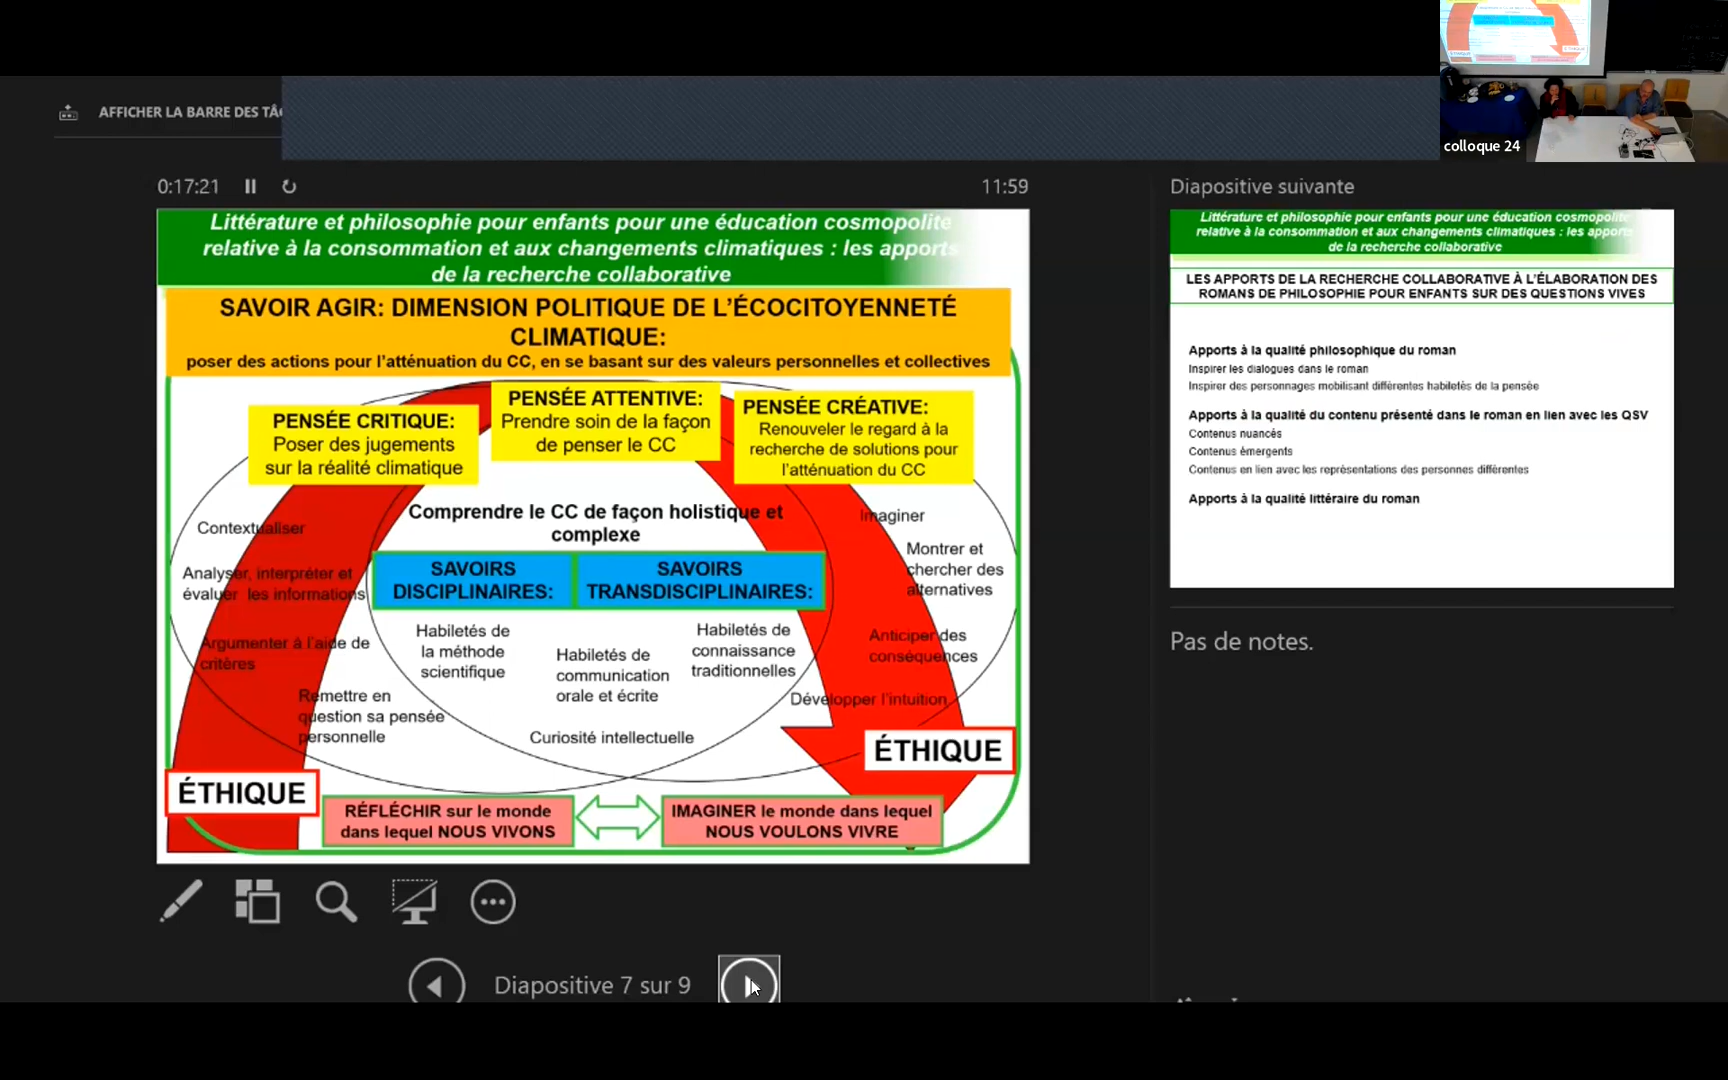 colloque 24
AFFICHER LA BARRE DES TÂ
0:17:21
11:59
Littérature et philosophie pour enfants pour une éducation cosmopolite
relative à la consommation et aux changements climatiques : les apports
de la recherche collaborative
SAVOIR AGIR: DIMENSION POLITIQUE DE L'ÉCOCITOYENNETÉ
CLIMATIQUE:
poser des actions pour l'atténuation du CC, en se basant sur des valeurs personnelles et collectives
PENSÉE CRITIQUE:
Poser des jugements
sur la réalité climatique
PENSÉE ATTENTIVE:
Prendre soin de la façon
de penser le CC
PENSÉE CRÉATIVE:
Renouveler le regard à la
recherche de solutions pour
l'atténuation du CC
Comprendre le CC de façon holistique et
complexe
SAVOIRS
DISCIPLINAIRES:
SAVOIRS
TRANSDISCIPLINAIRES:
Contextualiser
Analyser, interpréter et
évaluer les informations
Argumenter à l'aide de
critères
Remettre en
question sa pensée
personnelle
Habiletés de
la méthode
scientifique
Habiletés de
communication
orale et écrite
Habiletés de
connaissance
traditionnelles
Curiosité intellectuelle
Imaginer
Montrer et
chercher des
alternatives
Anticiper des
conséquences
Développer l'intuition
ÉTHIQUE
ÉTHIQUE
RÉFLÉCHIR sur le monde
dans lequel NOUS VIVONS
IMAGINER le monde dans lequel
NOUS VOULONS VIVRE
Diapositive 7 sur 9
Diapositive suivante
Littérature et philosophie pour enfants pour une éducation cosmopolite
relative à la consommation et aux changements climatiques : les apports
de la recherche collaborative
LES APPORTS DE LA RECHERCHE COLLABORATIVE À L'ÉLABORATION DES
ROMANS DE PHILOSOPHIE POUR ENFANTS SUR DES QUESTIONS VIVES
Apports à la qualité philosophique du roman
Inspirer les dialogues dans le roman
Inspirer des personnages mobilisant différentes habiletés de la pensée
Apports à la qualité du contenu présenté dans le roman en lien avec les QSV
Contenus nuancés
Contenus émergents
Contenus en lien avec les représentations des personnes différentes
Apports à la qualité littéraire du roman
Pas de notes.